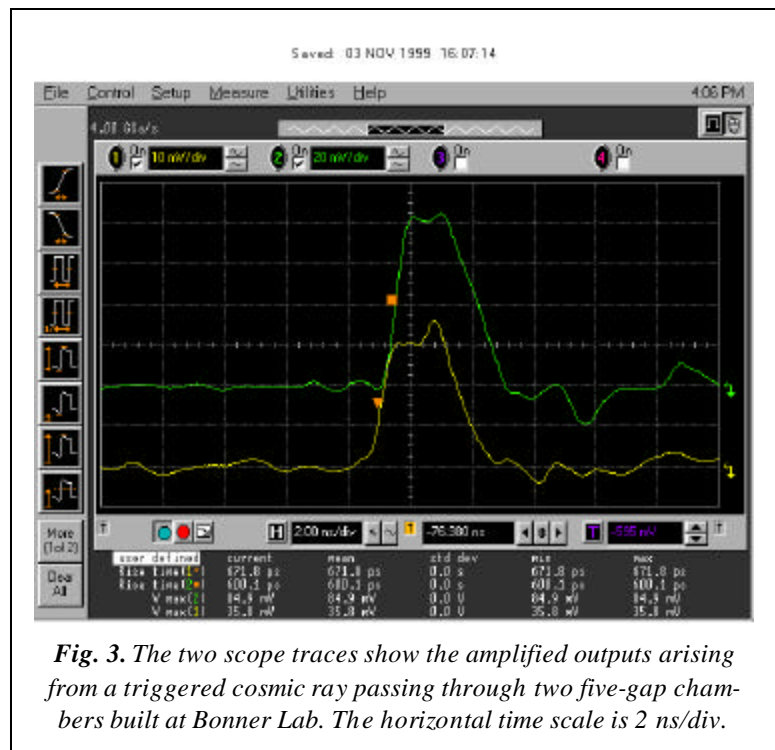 Saved: 03 NOV 1999 16:07:14
File Control Setup Measure Utilities Help 4:06 PM
4.00 GSa/s
1 On 10 mV/div 2 On 20 mV/div 3 On 4 On
More
(1 of 2)
Clear
All
H 2.00 ns/div T -76.380 ns T
user defined current mean std dev min max
Rise time(1) 671.8 ps 671.8 ps 0.0 s 671.8 ps 671.8 ps
Rise time(2) 600.1 ps 600.1 ps 0.0 s 600.1 ps 600.1 ps
V max(2) 84.9 mV 84.9 mV 0.0 V 84.9 mV 84.9 mV
V max(1) 35.8 mV 35.8 mV 0.0 V 35.8 mV 35.8 mV
Fig. 3. The two scope traces show the amplified outputs arising
from a triggered cosmic ray passing through two five-gap cham-
bers built at Bonner Lab. The horizontal time scale is 2 ns/div.